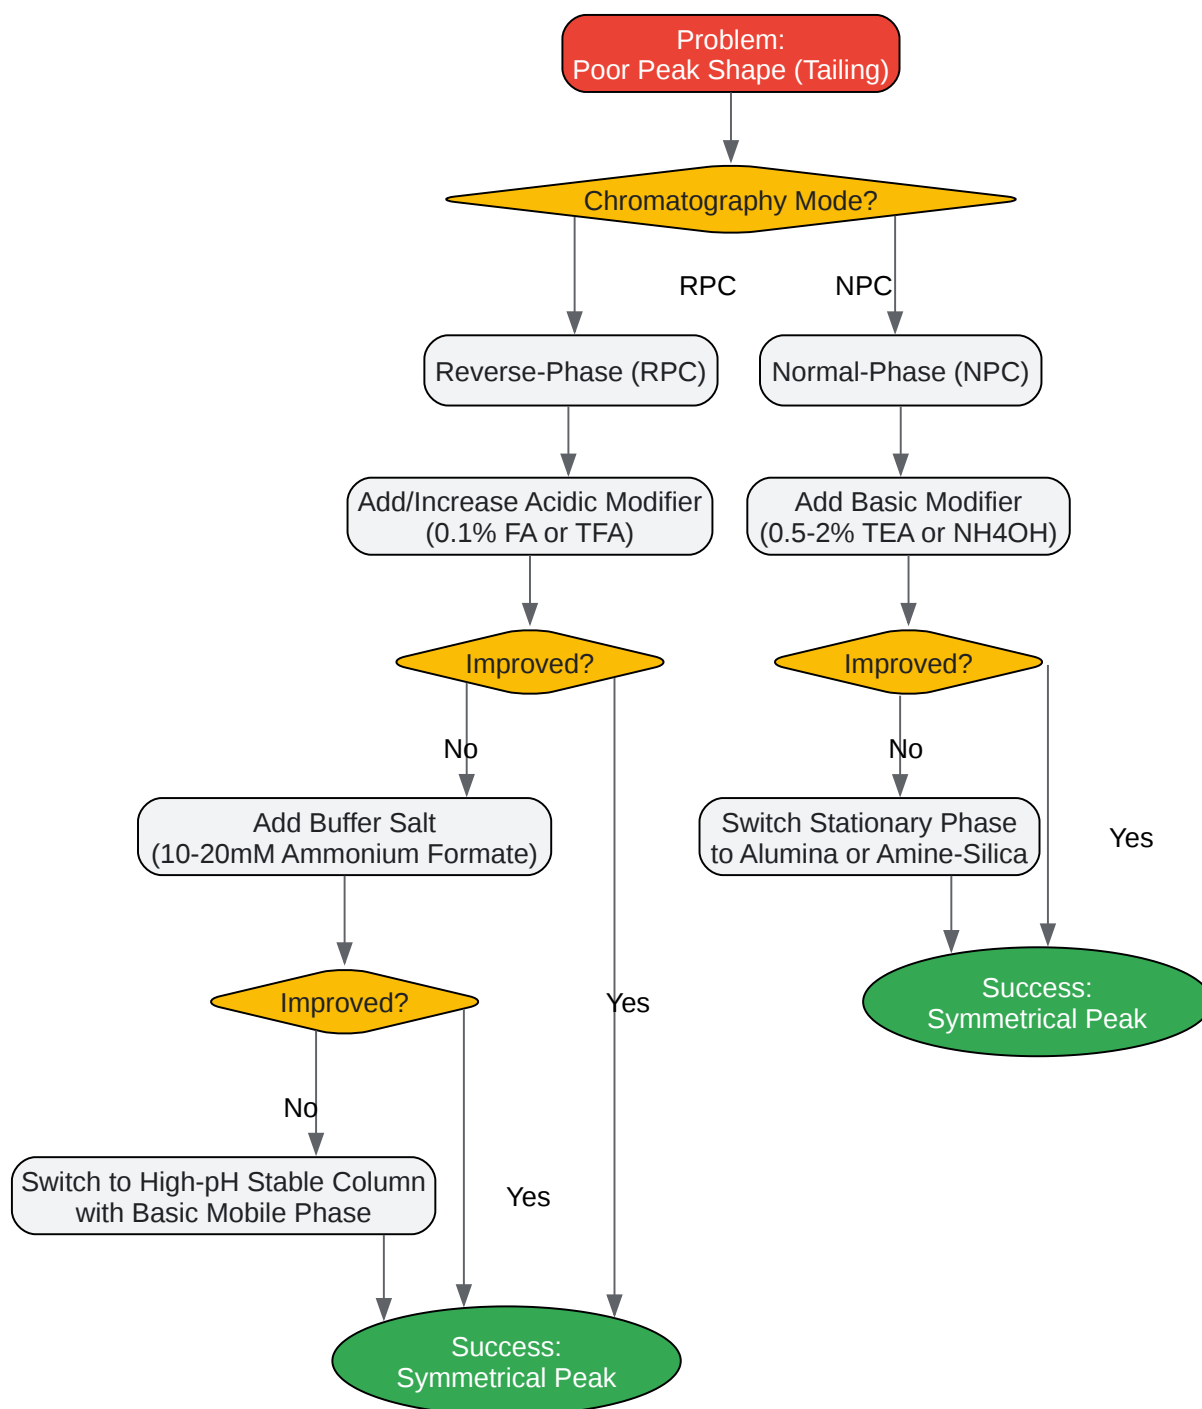 Problem:
Poor Peak Shape (Tailing)
Chromatography Mode?
RPC
NPC
Reverse-Phase (RPC)
Normal-Phase (NPC)
Add/Increase Acidic Modifier
(0.1% FA or TFA)
Add Basic Modifier
(0.5-2% TEA or NH4OH)
Improved?
Improved?
No
No
Add Buffer Salt
(10-20mM Ammonium Formate)
Switch Stationary Phase
to Alumina or Amine-Silica
Yes
Improved?
Yes
Success:
Symmetrical Peak
No
Switch to High-pH Stable Column
with Basic Mobile Phase
Yes
Success:
Symmetrical Peak